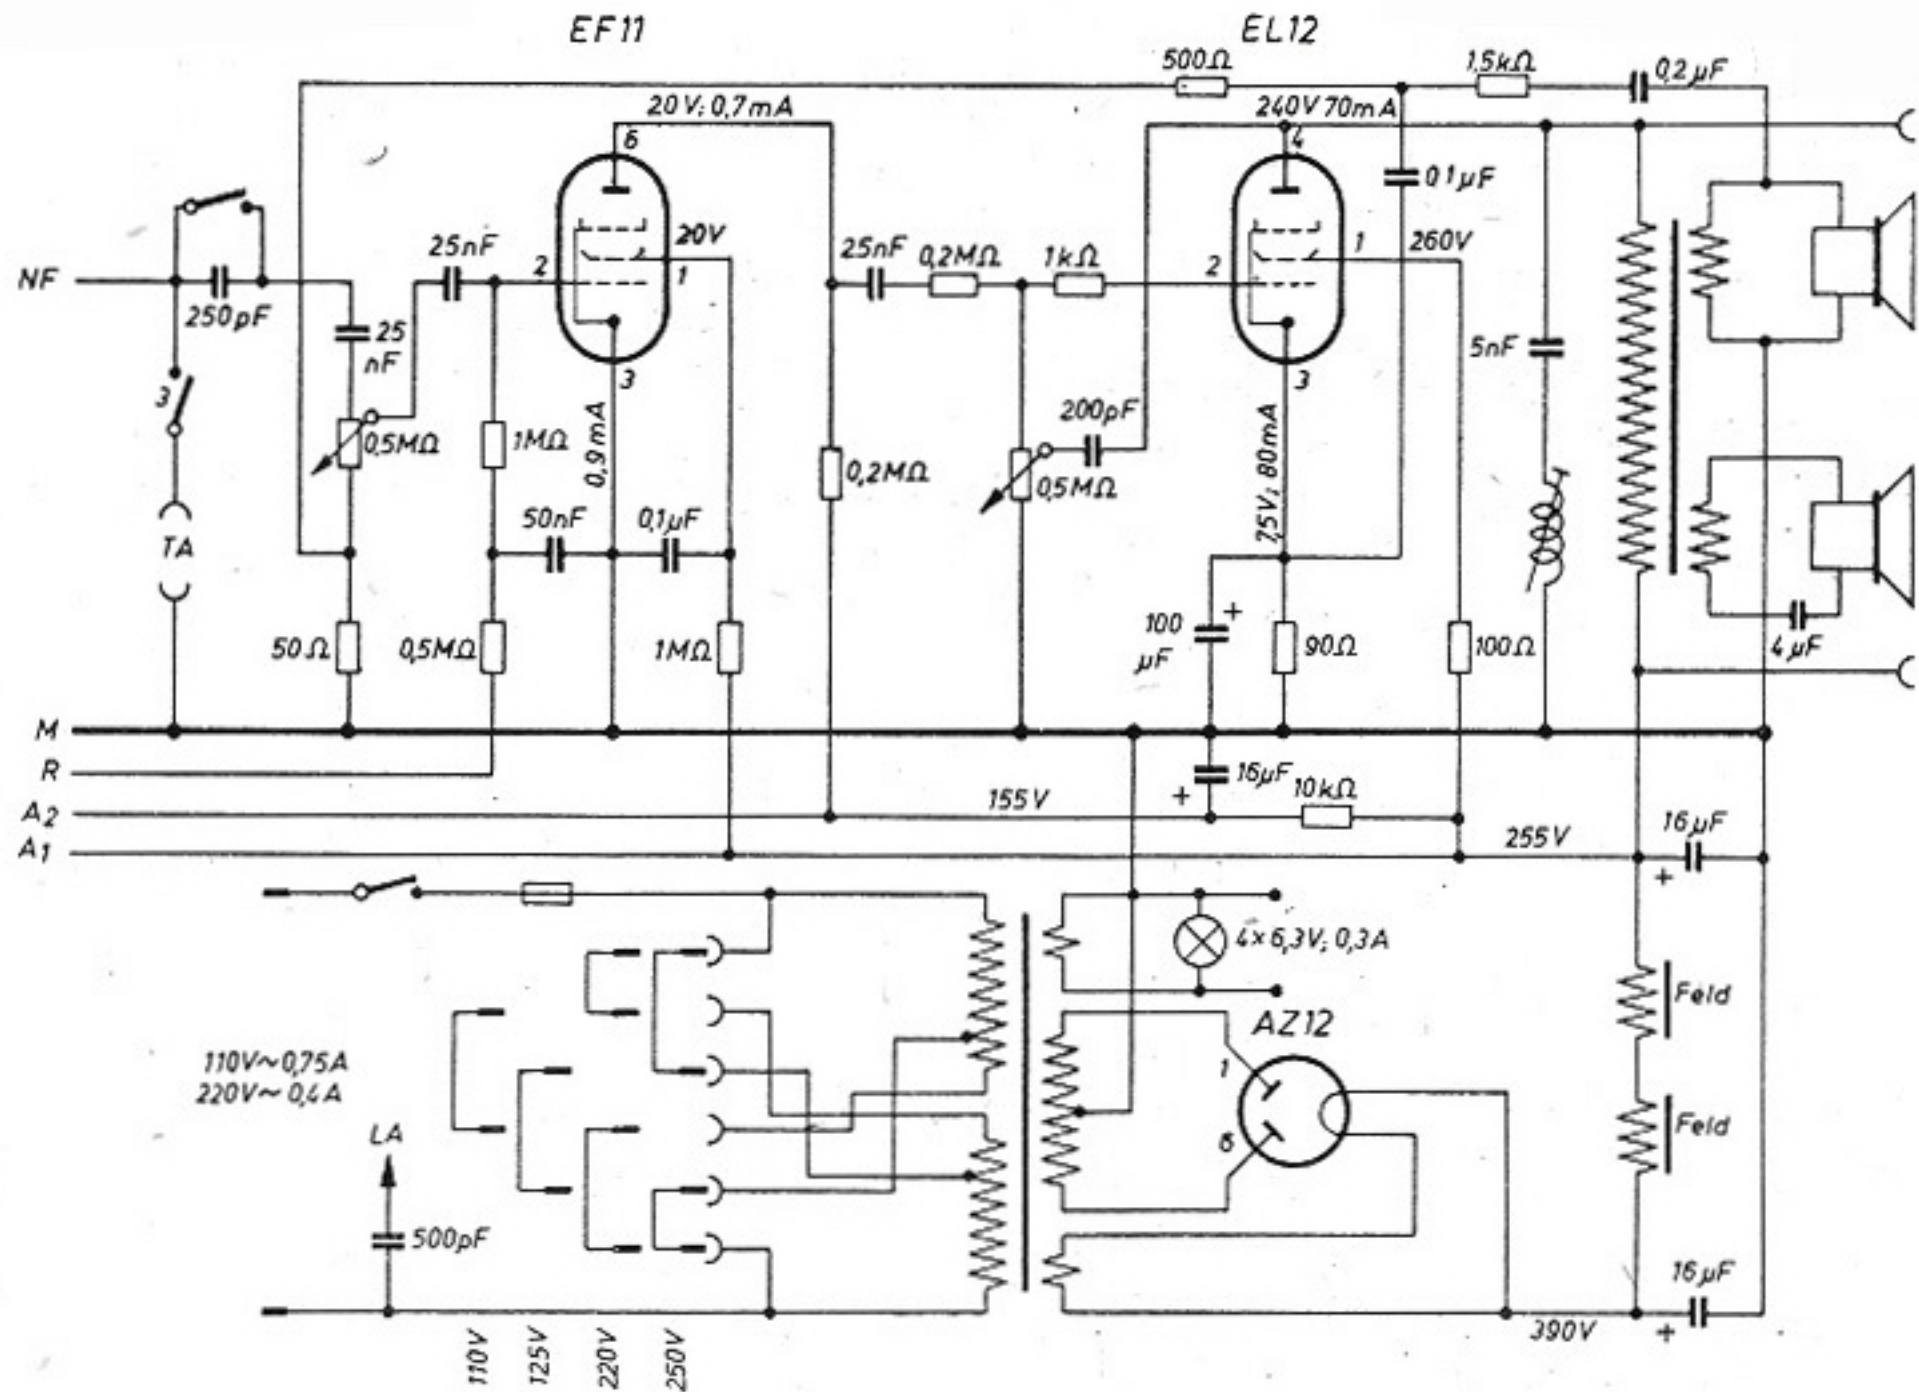 EF11
EL12
500Ω
1,5kΩ
0,2µF
20V; 0,7mA
240V 70mA
6
4
0,1µF
20V
1
260V
25nF
2
1
25nF
0,2MΩ
1kΩ
2
NF
250pF
25
nF
3
3
5nF
3
0,5MΩ
1MΩ
0,9mA
200pF
7,5V; 80mA
0,2MΩ
0,5MΩ
TA
50nF
0,1µF
100
µF
+
50Ω
0,5MΩ
1MΩ
90Ω
100Ω
4µF
M
R
16µF
10kΩ
+
A2
155V
A1
255V
16µF
+
4×6,3V; 0,3A
Feld
AZ12
110V~0,75A
220V~0,4A
1
6
Feld
LA
500pF
16µF
390V
+
110V
125V
220V
250V